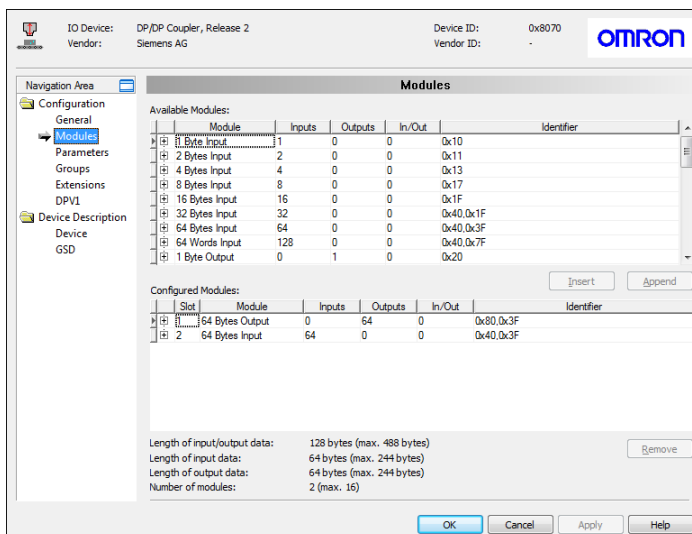 IO Device: DP/DP Coupler, Release 2 Device ID: 0x8070
Vendor: Siemens AG Vendor ID: -
OMRON
Navigation Area
Modules
Configuration
General
Modules
Parameters
Groups
Extensions
DPV1
Device Description
Device
GSD
Available Modules:
Module Inputs Outputs In/Out Identifier
1 Byte Input 1 0 0 0x10
2 Bytes Input 2 0 0 0x11
4 Bytes Input 4 0 0 0x13
8 Bytes Input 8 0 0 0x17
16 Bytes Input 16 0 0 0x1F
32 Bytes Input 32 0 0 0x40,0x1F
64 Bytes Input 64 0 0 0x40,0x3F
64 Words Input 128 0 0 0x40,0x7F
1 Byte Output 0 1 0 0x20
Insert Append
Configured Modules:
Slot Module Inputs Outputs In/Out Identifier
1 64 Bytes Output 0 64 0 0x80,0x3F
2 64 Bytes Input 64 0 0 0x40,0x3F
Length of input/output data: 128 bytes (max. 488 bytes)
Length of input data: 64 bytes (max. 244 bytes)
Length of output data: 64 bytes (max. 244 bytes)
Number of modules: 2 (max. 16)
Remove
OK Cancel Apply Help